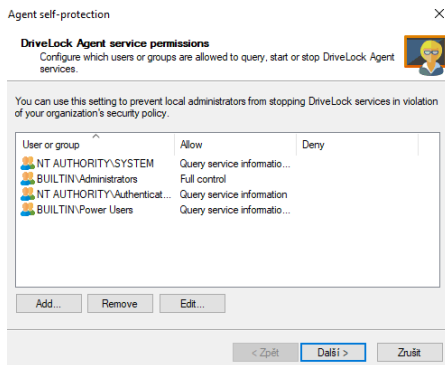 Agent self-protection
DriveLock Agent service permissions
Configure which users or groups are allowed to query, start or stop DriveLock Agent
services.
You can use this setting to prevent local administrators from stopping DriveLock services in violation
of your organization's security policy.
User or group Allow Deny
NT AUTHORITY\SYSTEM Query service informatio...
BUILTIN\Administrators Full control
NT AUTHORITY\Authenticat... Query service information
BUILTIN\Power Users Query service informatio...
Add... Remove Edit...
< Zpět Další > Zrušit